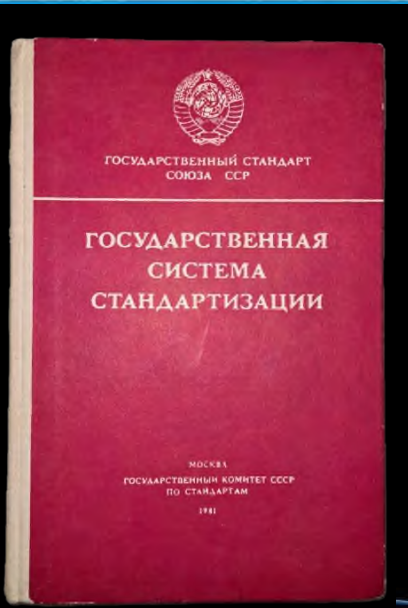 ГОСУДАРСТВЕННЫЙ СТАНДАРТ
СОЮЗА ССР
ГОСУДАРСТВЕННАЯ
СИСТЕМА
СТАНДАРТИЗАЦИИ
МОСКВА
ГОСУДАРСТВЕННЫЙ КОМИТЕТ СССР
ПО СТАНДАРТАМ
1981